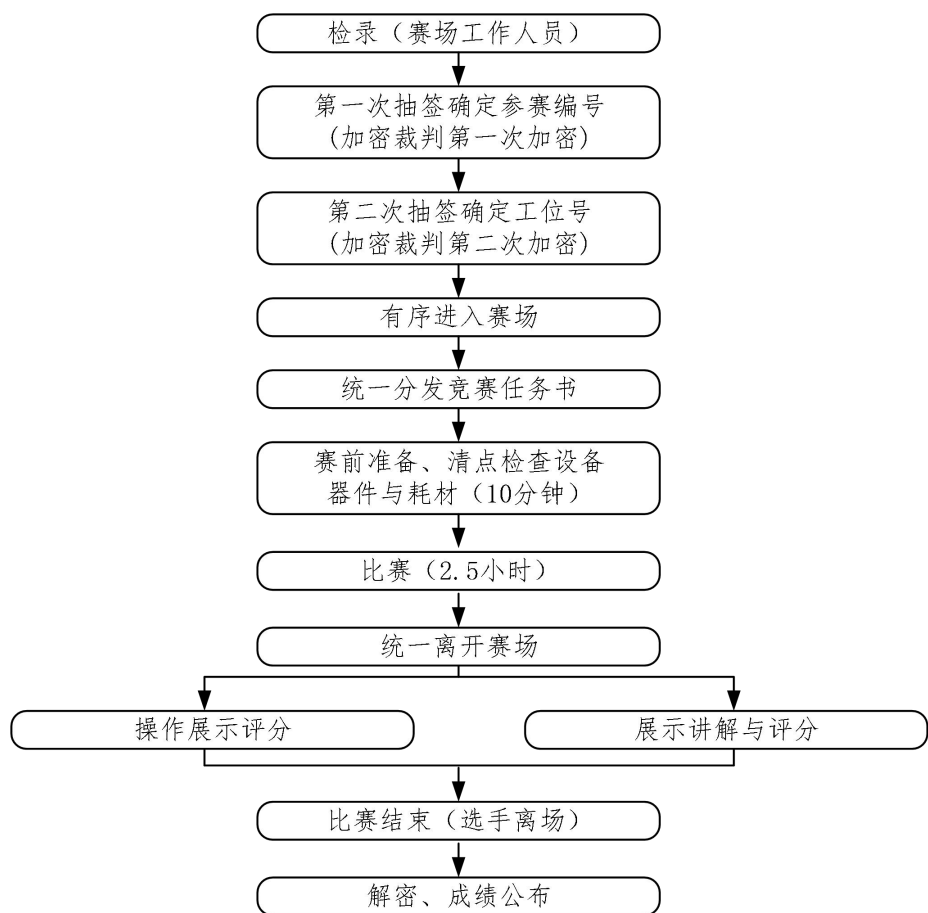 检录（赛场工作人员）
第一次抽签确定参赛编号
(加密裁判第一次加密)
第二次抽签确定工位号
(加密裁判第二次加密)
有序进入赛场
统一分发竞赛任务书
赛前准备、清点检查设备
器件与耗材（10分钟）
比赛（2.5小时）
统一离开赛场
操作展示评分
展示讲解与评分
比赛结束（选手离场）
解密、成绩公布